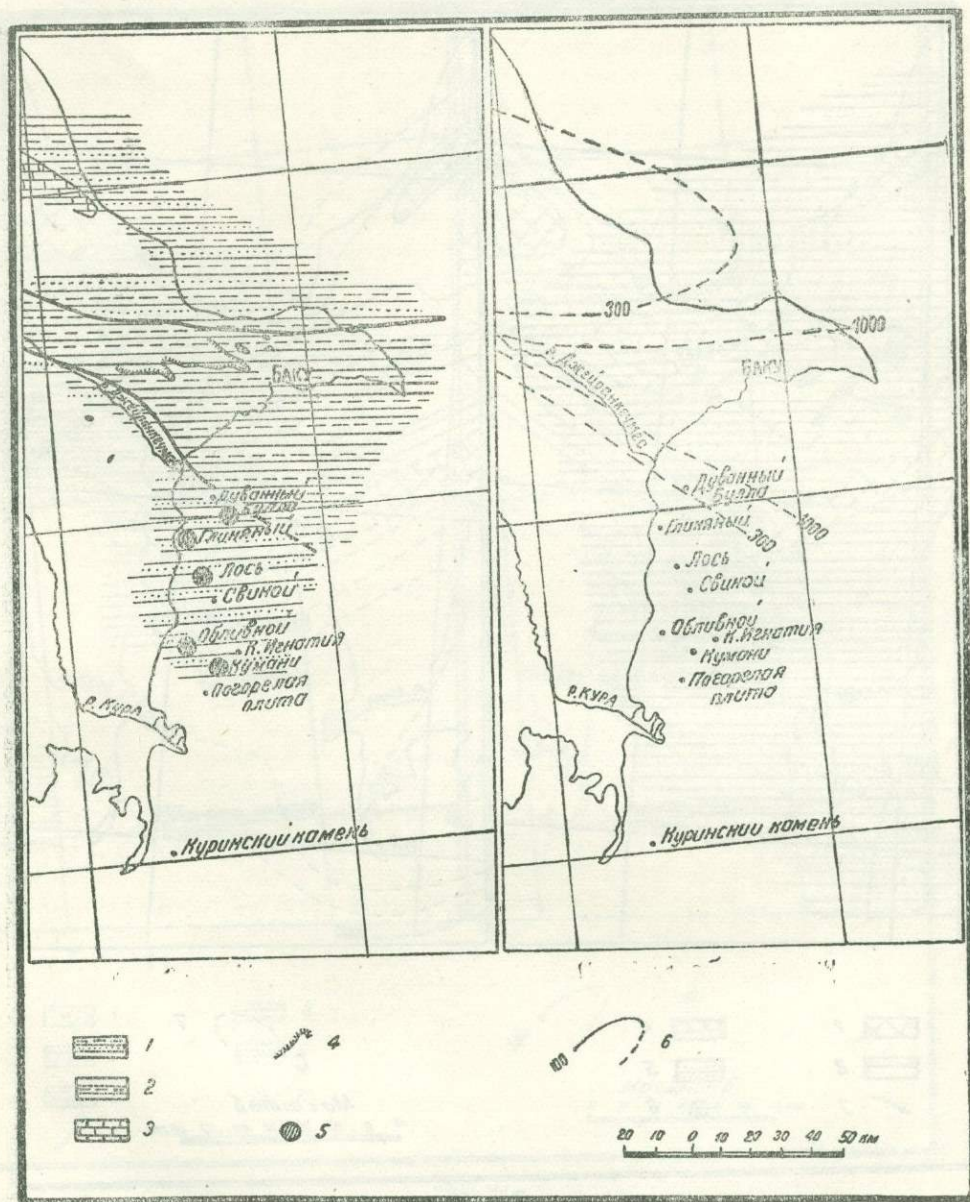 БАКУ
Дуванный
Булла
Глиняный
Лось
Свиной
Обливной
К. Игнатия
Кумани
Погорелая
плита
Р. КУРА
Куринский камень
300
1000
БАКУ
Дуванный
Булла
Глиняный
300
1000
Лось
Свиной
Обливной
К. Игнатия
Кумани
Погорелая
плита
Р. КУРА
Куринский камень
1
2
3
4
5
100
6
20 10 0 10 20 30 40 50 км